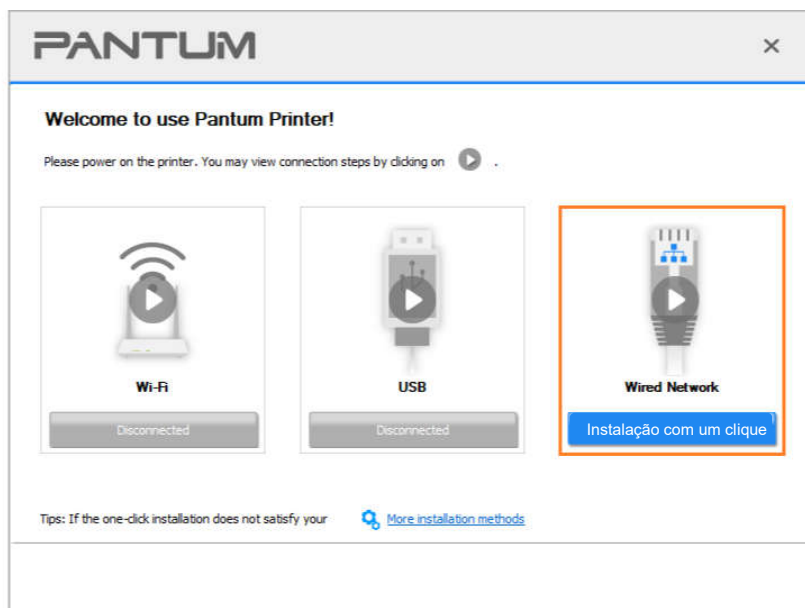 PANTUM
Welcome to use Pantum Printer!
Please power on the printer. You may view connection steps by clicking on .
Wi-Fi
USB
Wired Network
Disconnected
Disconnected
Instalação com um clique
Tips: If the one-click installation does not satisfy your More installation methods